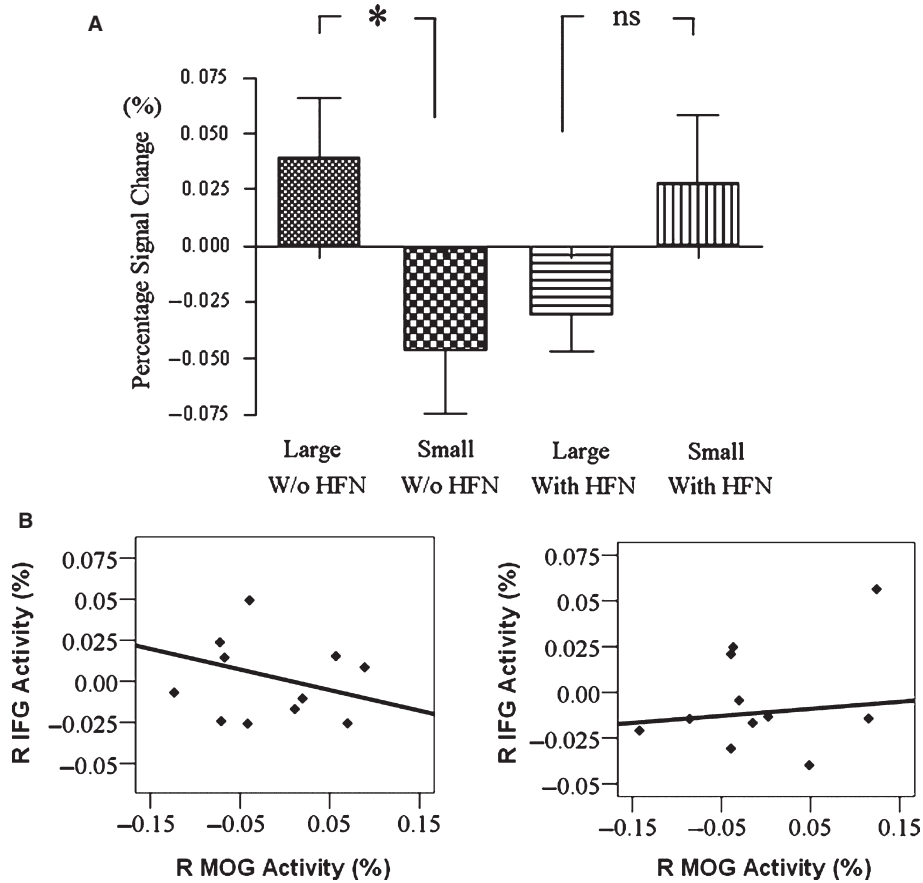 A
* ns
(%)
Percentage Signal Change
0.075
0.050
0.025
0.000
−0.025
−0.050
−0.075
Large Small Large Small
W/o HFN W/o HFN With HFN With HFN
B
R IFG Activity (%)
0.075
0.05
0.025
0.00
−0.025
−0.05
−0.15 −0.05 0.05 0.15
R MOG Activity (%)
R IFG Activity (%)
0.075
0.05
0.025
0.00
−0.025
−0.05
−0.15 −0.05 0.05 0.15
R MOG Activity (%)